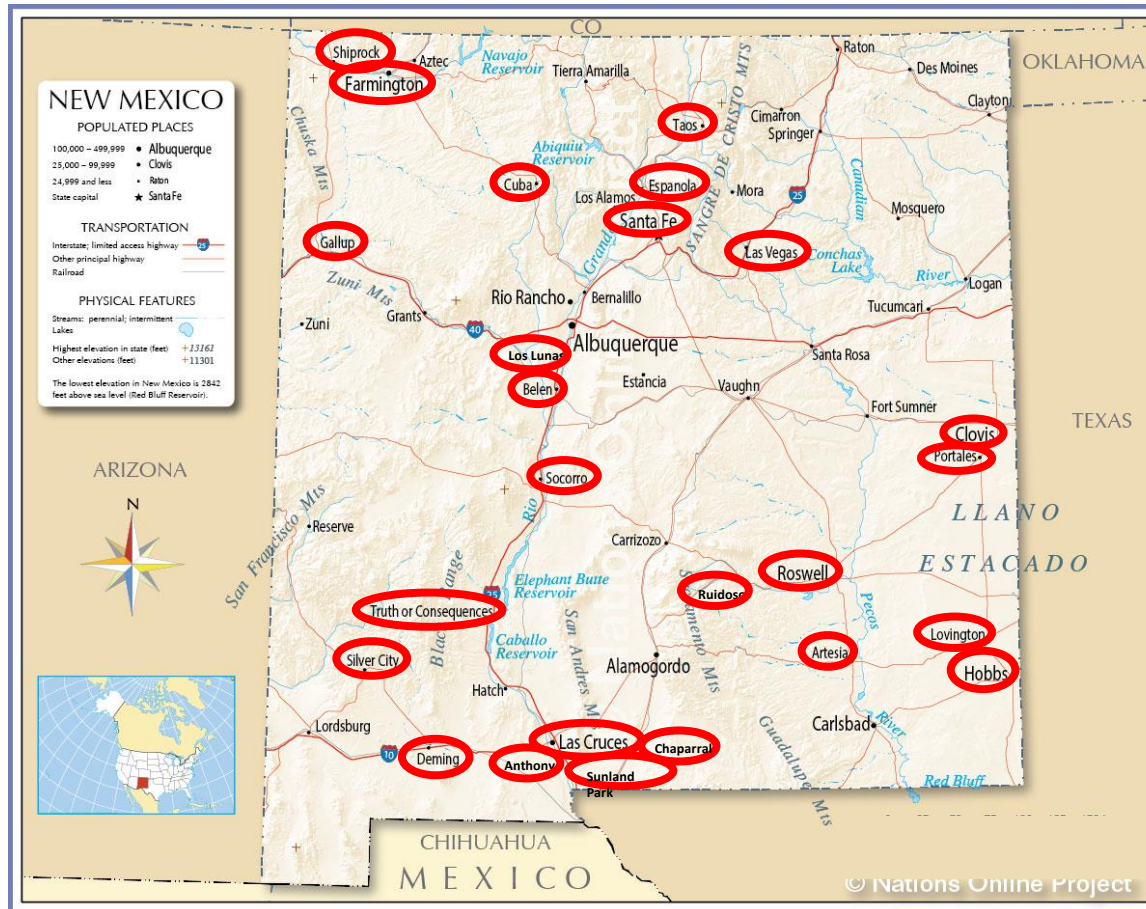 CO
OKLAHOMA
NEW MEXICO
POPULATED PLACES
100,000 – 499,999 Albuquerque
25,000 – 99,999 Clovis
24,999 and less Raton
State capital Santa Fe
TRANSPORTATION
Interstate; limited access highway 25
Other principal highway
Railroad
PHYSICAL FEATURES
Streams: perennial; intermittent
Lakes
Highest elevation in state (feet) +13161
Other elevations (feet) +11301
The lowest elevation in New Mexico is 2842
feet above sea level (Red Bluff Reservoir).
Shiprock
Aztec
Farmington
Navajo
Reservoir
Tierra Amarilla
Raton
Des Moines
Clayton
Chuska Mts
Taos
SANGRE DE CRISTO MTS
Cimarron
Springer
Abiquiu
Reservoir
Cuba
Espanola
Los Alamos
Mora
25
Canadian
Santa Fe
Mosquero
Gallup
Las Vegas
Conchas
Lake
River
Logan
Zuni Mts
Grande
Rio Rancho
Bernalillo
Tucumcari
Zuni
Grants
40
Albuquerque
Los Lunas
Santa Rosa
Belen
Estancia
Vaughn
Fort Sumner
TEXAS
Clovis
Portales
ARIZONA
N
Socorro
Rio
LLANO
ESTACADO
San Francisco Mts
Reserve
Carrizozo
Roswell
Ruidoso
Elephant Butte
Reservoir
25
Truth or Consequences
Pecos
Lovington
Caballo
Reservoir
San Andres M
Silver City
Alamogordo
Artesia
Hobbs
Hatch
Lordsburg
Las Cruces
Carlsbad
River
10
Deming
Anthony
Chaparral
Sunland
Park
Guadalupe Mts
Red Bluff
CHIHUAHUA
MEXICO
© Nations Online Project